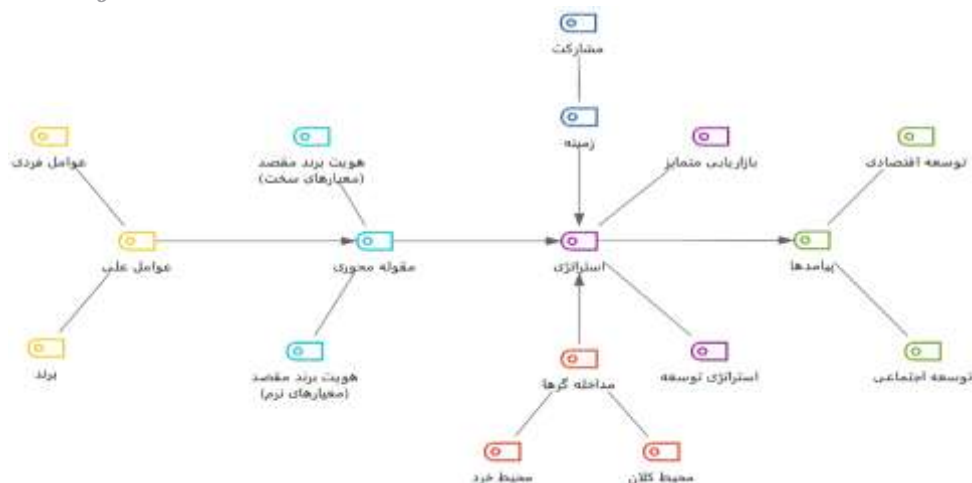 مشارکت
زمینه
عوامل فردی
هویت برند مقصد
(معیارهای سخت)
بازاریابی متمایز
توسعه اقتصادی
عوامل علی
مقوله محوری
استراتژی
پیامدها
برند
هویت برند مقصد
(معیارهای نرم)
مداخله گرها
استراتژی توسعه
توسعه اجتماعی
محیط خرد
محیط کلان